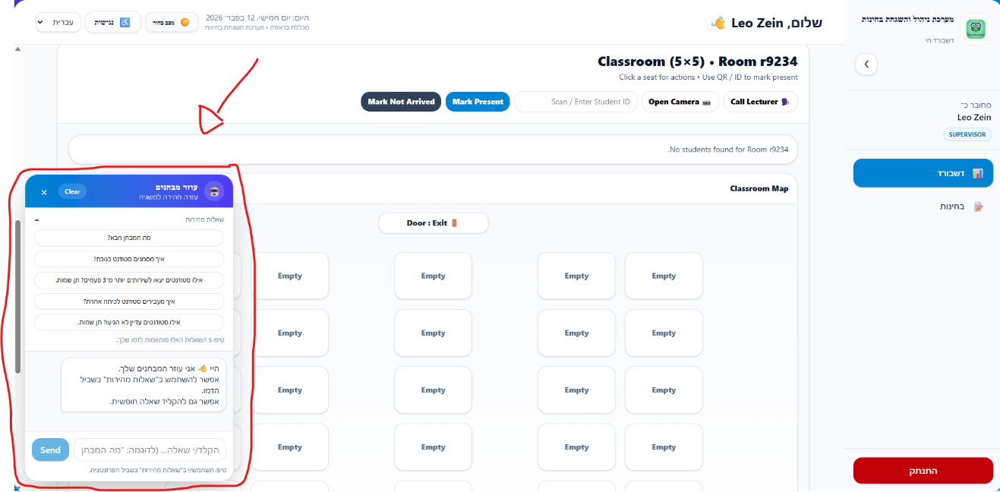 מערכת ניהול והשגחת בחינות
דשבורד חי
שלום, Leo Zein 👋
היום: יום חמישי, 12 בפבר׳ 2026
מכללת בראודה • מערכת השגחת בחינות
מצב בהיר
נגישות
עברית
מחובר כ־
Leo Zein
SUPERVISOR
דשבורד
בחינות
התנתק
Classroom (5×5) • Room r9234
Click a seat for actions • Use QR / ID to mark present
Call Lecturer
Open Camera
Scan / Enter Student ID
Mark Present
Mark Not Arrived
No students found for Room r9234.
Classroom Map
Door : Exit
Empty Empty Empty Empty
Empty Empty Empty Empty
Empty Empty Empty Empty
Empty Empty Empty Empty
עוזר מבחנים
עזרה מהירה למשגיח
Clear
×
שאלות מהירות
–
מה המבחן הבא?
איך מסמנים סטודנט כנוכח?
אילו סטודנטים יצאו לשירותים יותר מ־3 פעמים? תן שמות.
איך מעבירים סטודנט לכיתה אחרת?
אילו סטודנטים עדיין לא הגיעו? תן שמות.
טיפ: 5 השאלות האלו מותאמות לדמו שלך.
היי 👋 אני עוזר המבחנים שלך.
אפשר להשתמש ב"שאלות מהירות" בשביל
הדמו.
אפשר גם להקליד שאלה חופשית.
הקלד/י שאלה... (לדוגמה: "מה המבחן
Send
טיפ: השתמש/י ב"שאלות מהירות" בשביל הפרזנטציה.